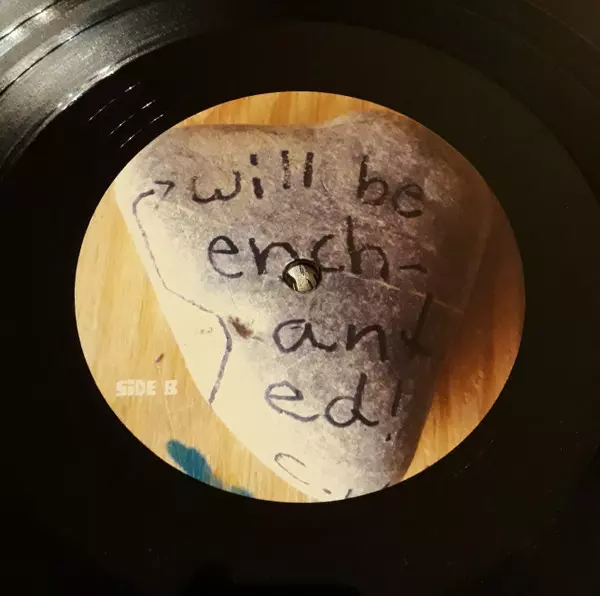 will be
ench-
and
ed!
SIDE B